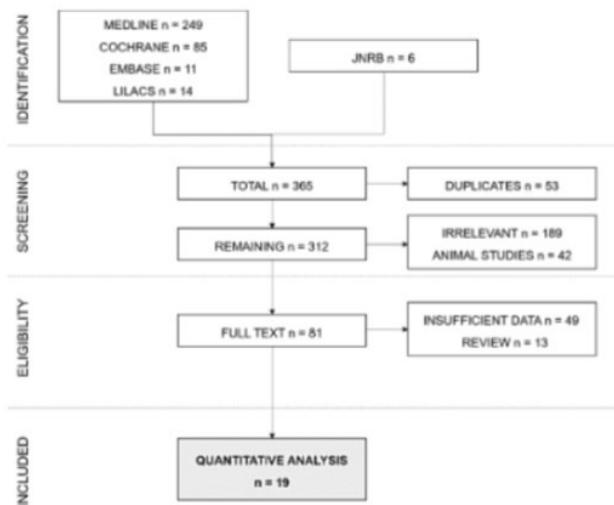 IDENTIFICATION
MEDLINE n = 249
COCHRANE n = 85
EMBASE n = 11
LILACS n = 14
JNRB n = 6
SCREENING
TOTAL n = 365
DUPLICATES n = 53
REMAINING n = 312
IRRELEVANT n = 189
ANIMAL STUDIES n = 42
ELIGIBILITY
FULL TEXT n = 81
INSUFFICIENT DATA n = 49
REVIEW n = 13
INCLUDED
QUANTITATIVE ANALYSIS
n = 19